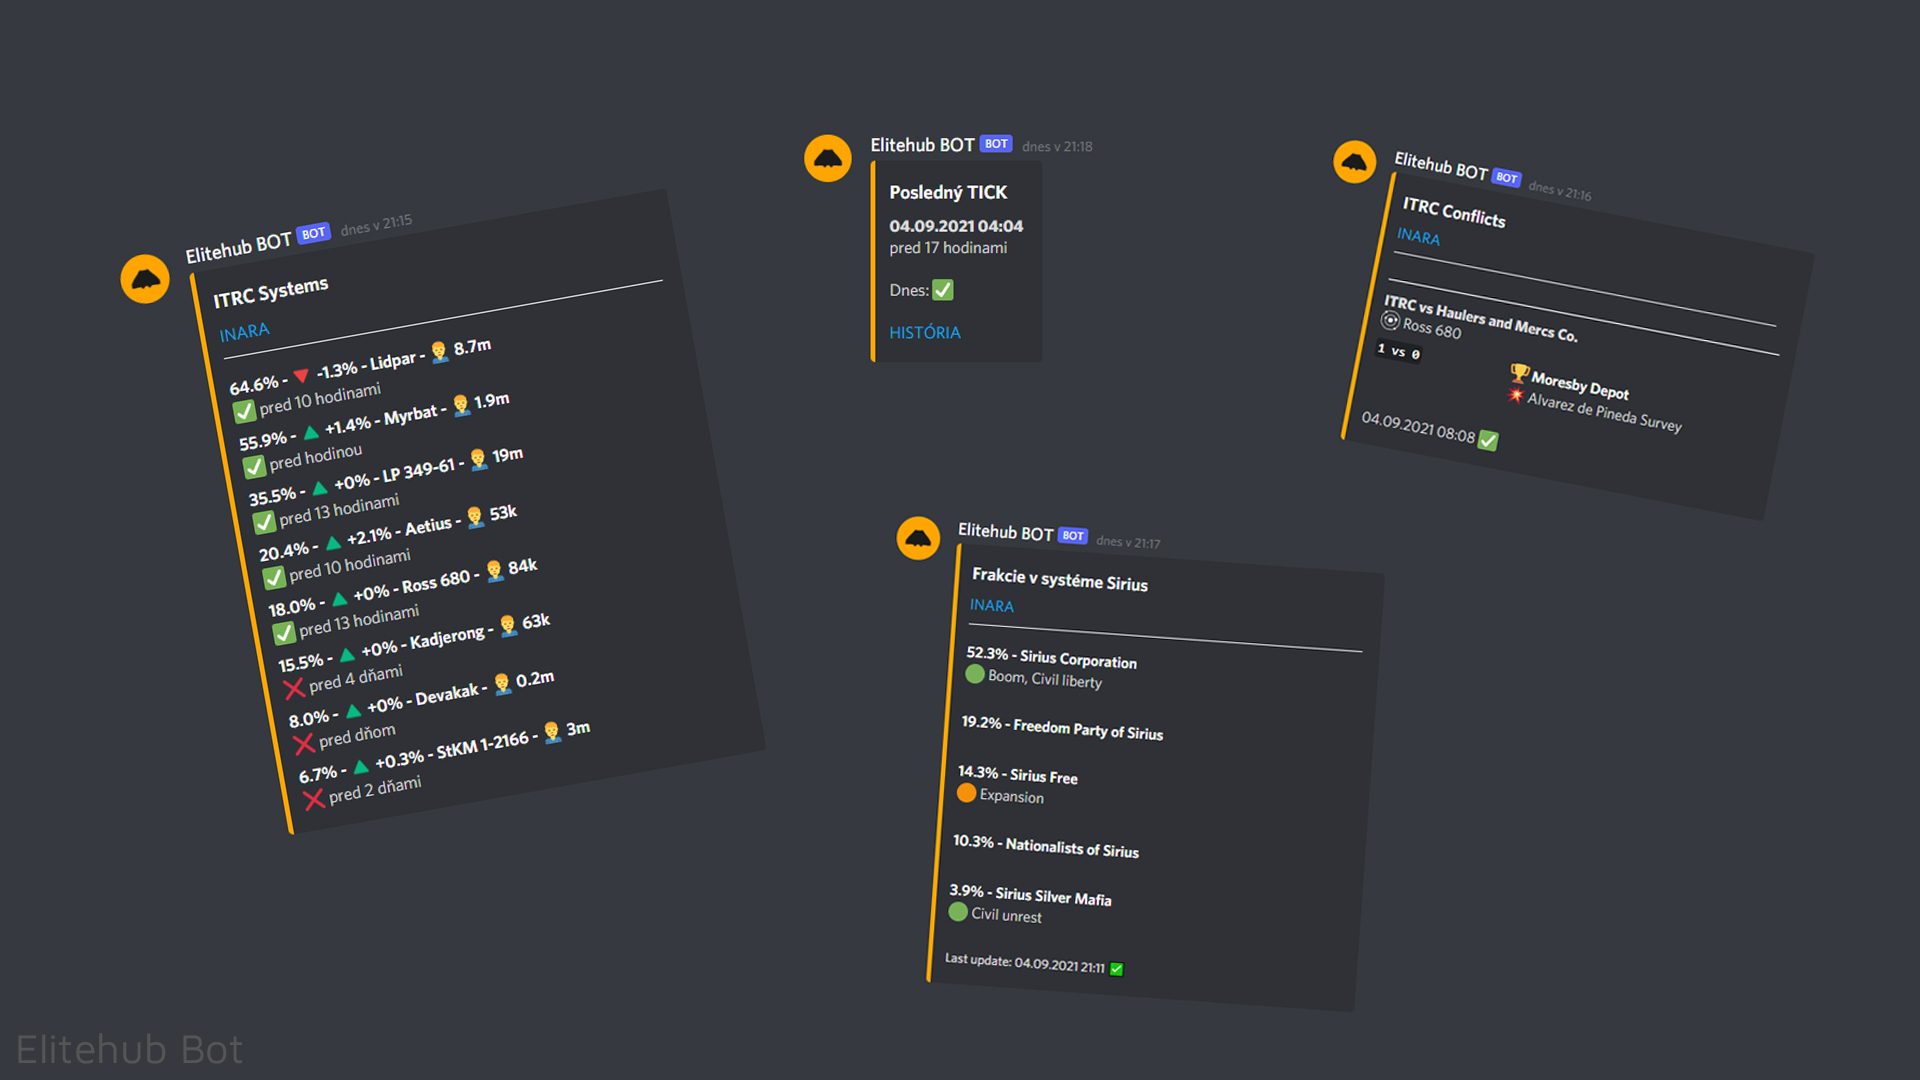 Elitehub BOT BOT dnes v 21:15
ITRC Systems
INARA
64.6% - -1.3% - Lidpar - 8.7m
pred 10 hodinami
55.9% - +1.4% - Myrbat - 1.9m
pred hodinou
35.5% - +0% - LP 349-61 - 19m
pred 13 hodinami
20.4% - +2.1% - Aetius - 53k
pred 10 hodinami
18.0% - +0% - Ross 680 - 84k
pred 13 hodinami
15.5% - +0% - Kadjerong - 63k
pred 4 dňami
8.0% - +0% - Devakak - 0.2m
pred dňom
6.7% - +0.3% - StKM 1-2166 - 3m
pred 2 dňami
Elitehub BOT BOT dnes v 21:18
Posledný TICK
04.09.2021 04:04
pred 17 hodinami
Dnes:
HISTÓRIA
Elitehub BOT BOT dnes v 21:16
ITRC Conflicts
INARA
ITRC vs Haulers and Mercs Co.
Ross 680
1 vs 0
Moresby Depot
Alvarez de Pineda Survey
04.09.2021 08:08
Elitehub BOT BOT dnes v 21:17
Frakcie v systéme Sirius
INARA
52.3% - Sirius Corporation
Boom, Civil liberty
19.2% - Freedom Party of Sirius
14.3% - Sirius Free
Expansion
10.3% - Nationalists of Sirius
3.9% - Sirius Silver Mafia
Civil unrest
Last update: 04.09.2021 21:11
Elitehub Bot